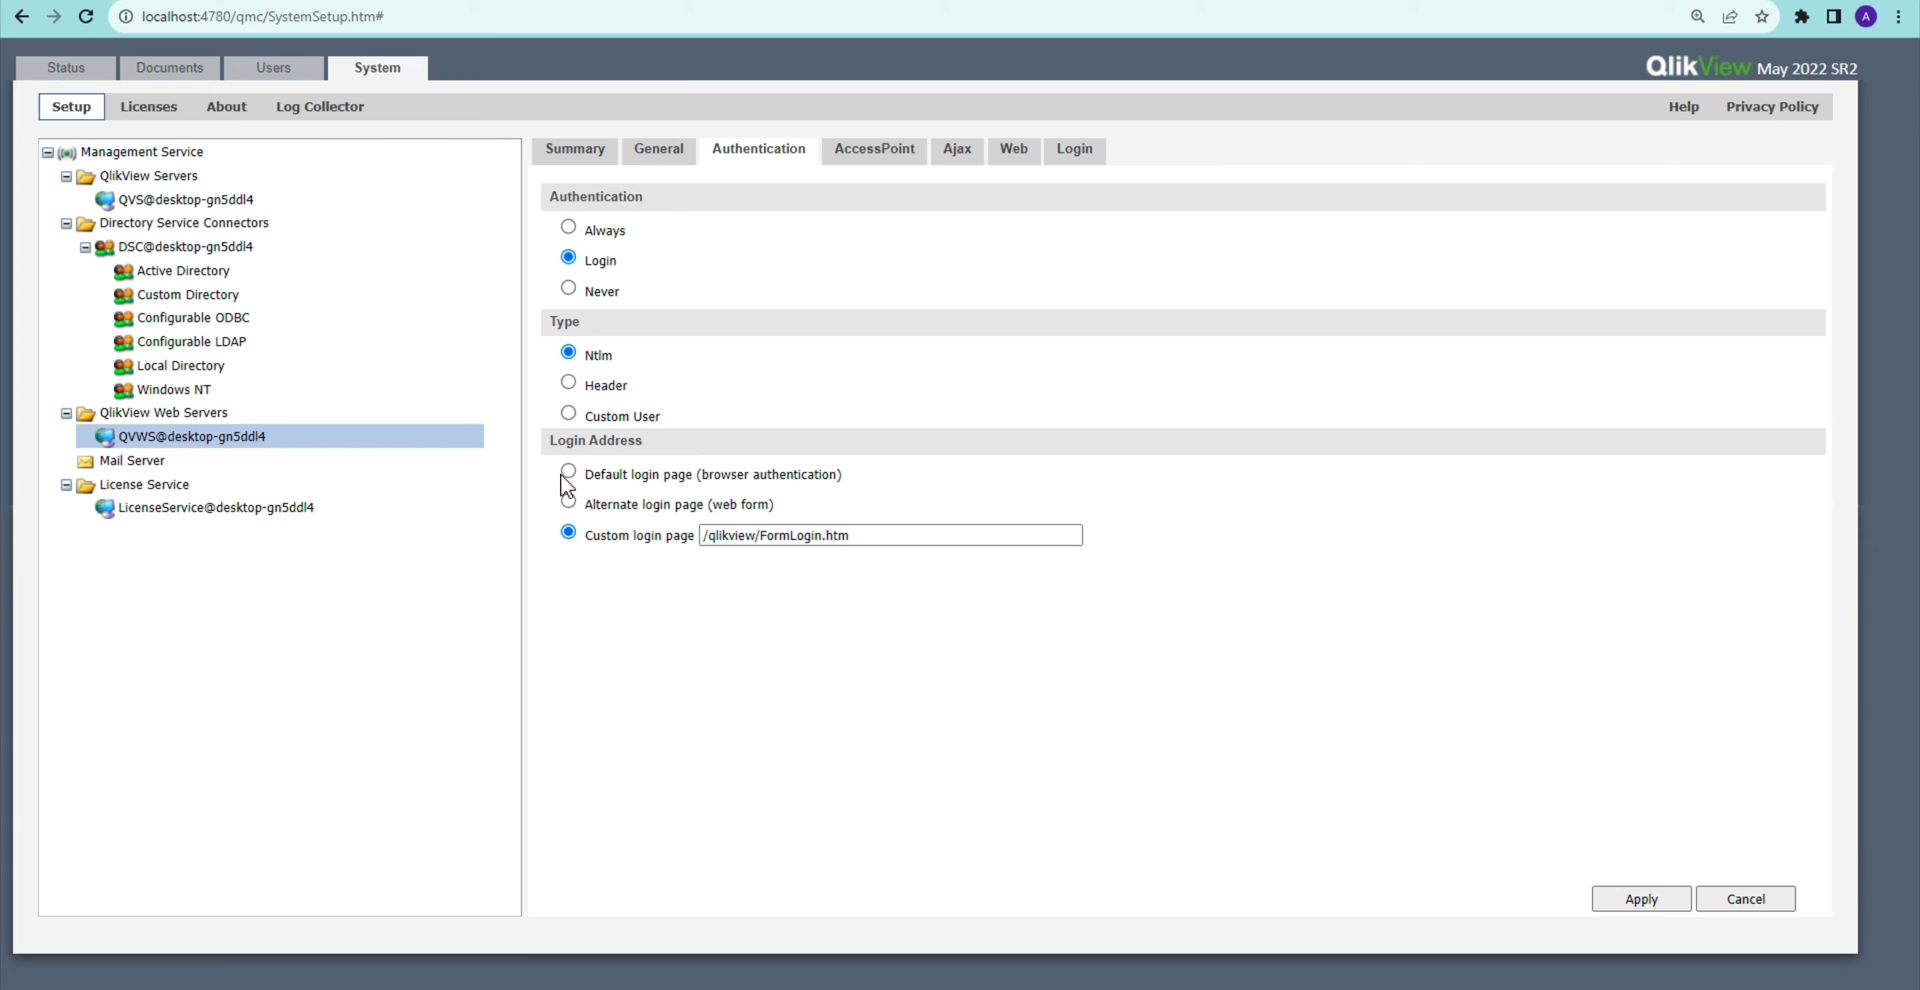 localhost:4780/qmc/SystemSetup.htm#
A
Status Documents Users System
QlikView May 2022 SR2
Setup Licenses About Log Collector Help Privacy Policy
Management Service
QlikView Servers
QVS@desktop-gn5ddl4
Directory Service Connectors
DSC@desktop-gn5ddl4
Active Directory
Custom Directory
Configurable ODBC
Configurable LDAP
Local Directory
Windows NT
QlikView Web Servers
QVWS@desktop-gn5ddl4
Mail Server
License Service
LicenseService@desktop-gn5ddl4
Summary General Authentication AccessPoint Ajax Web Login
Authentication
Always
Login
Never
Type
Ntlm
Header
Custom User
Login Address
Default login page (browser authentication)
Alternate login page (web form)
Custom login page /qlikview/FormLogin.htm
Apply Cancel